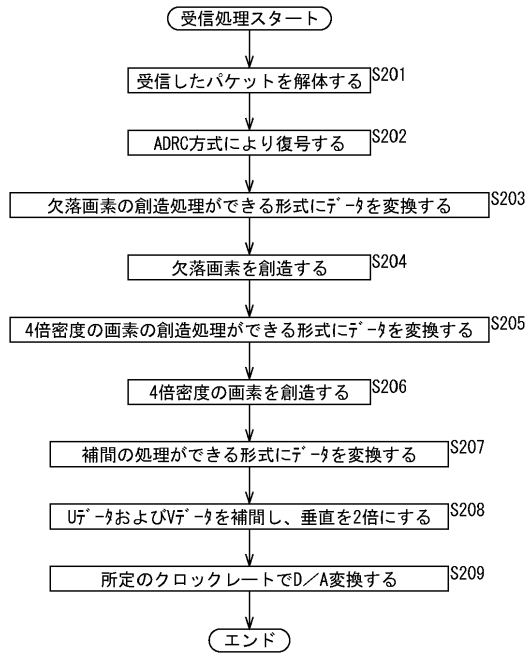 受信処理スタート
受信したパケットを解体する S201
ADRC方式により復号する S202
欠落画素の創造処理ができる形式にﾃﾞｰﾀを変換する S203
欠落画素を創造する S204
4倍密度の画素の創造処理ができる形式にﾃﾞｰﾀを変換する S205
4倍密度の画素を創造する S206
補間の処理ができる形式にﾃﾞｰﾀを変換する S207
UﾃﾞｰﾀおよびVﾃﾞｰﾀを補間し、垂直を2倍にする S208
所定のクロックレートでD／A変換する S209
エンド